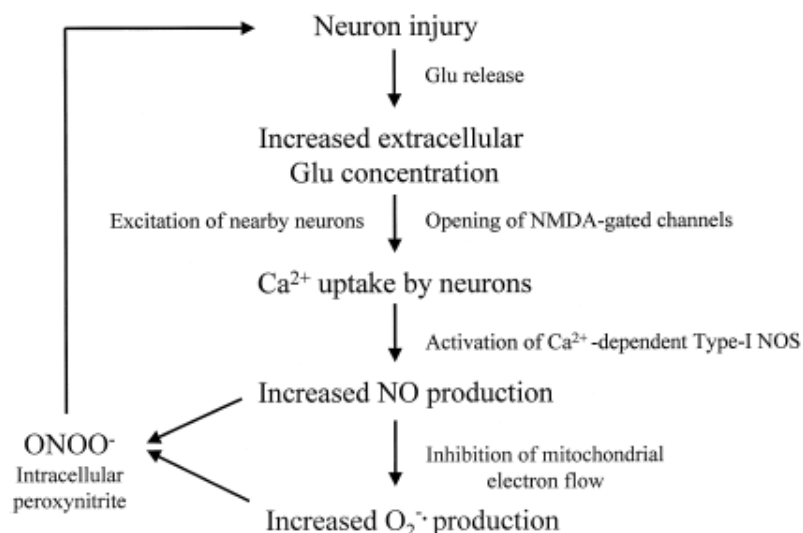 Neuron injury
Glu release
Increased extracellular
Glu concentration
Excitation of nearby neurons
Opening of NMDA-gated channels
Ca²⁺ uptake by neurons
Activation of Ca²⁺-dependent Type-I NOS
Increased NO production
ONOO⁻
Intracellular
peroxynitrite
Inhibition of mitochondrial
electron flow
Increased O₂⁻· production